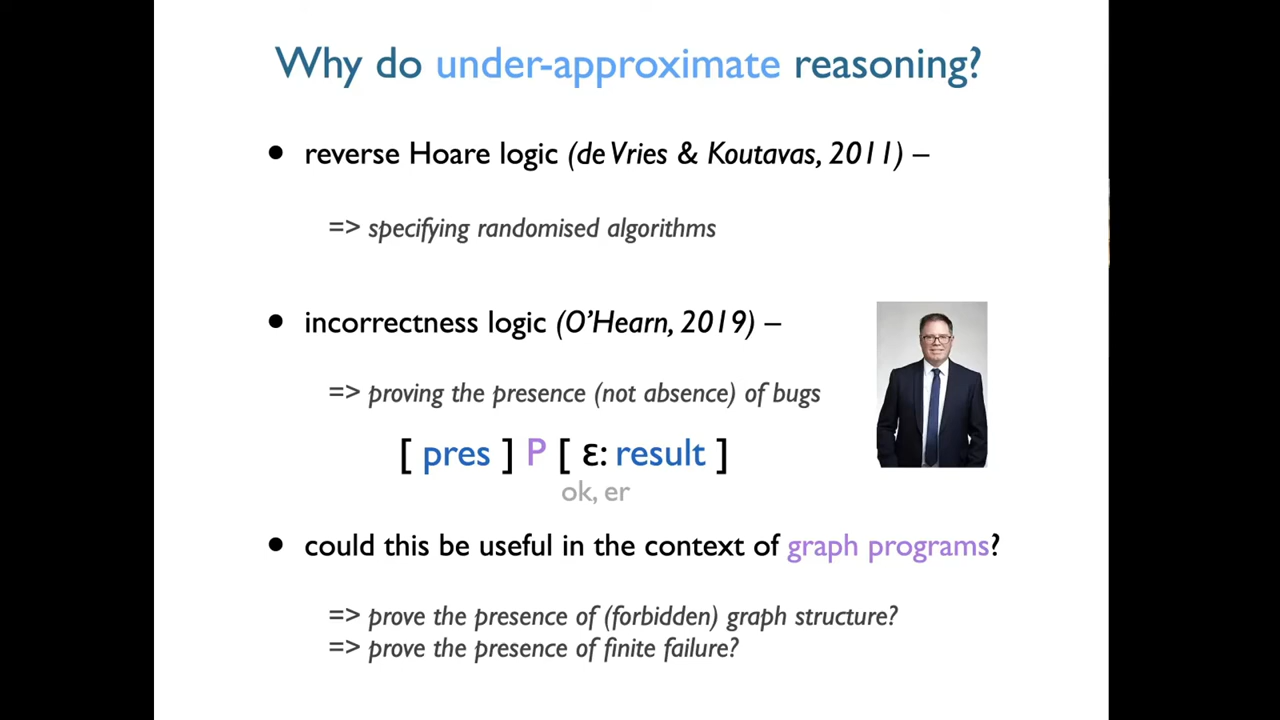 Why do under-approximate reasoning?
• reverse Hoare logic (de Vries & Koutavas, 2011) –
=> specifying randomised algorithms
• incorrectness logic (O’Hearn, 2019) –
=> proving the presence (not absence) of bugs
[ pres ] P [ ε: result ]
ok, er
• could this be useful in the context of graph programs?
=> prove the presence of (forbidden) graph structure?
=> prove the presence of finite failure?